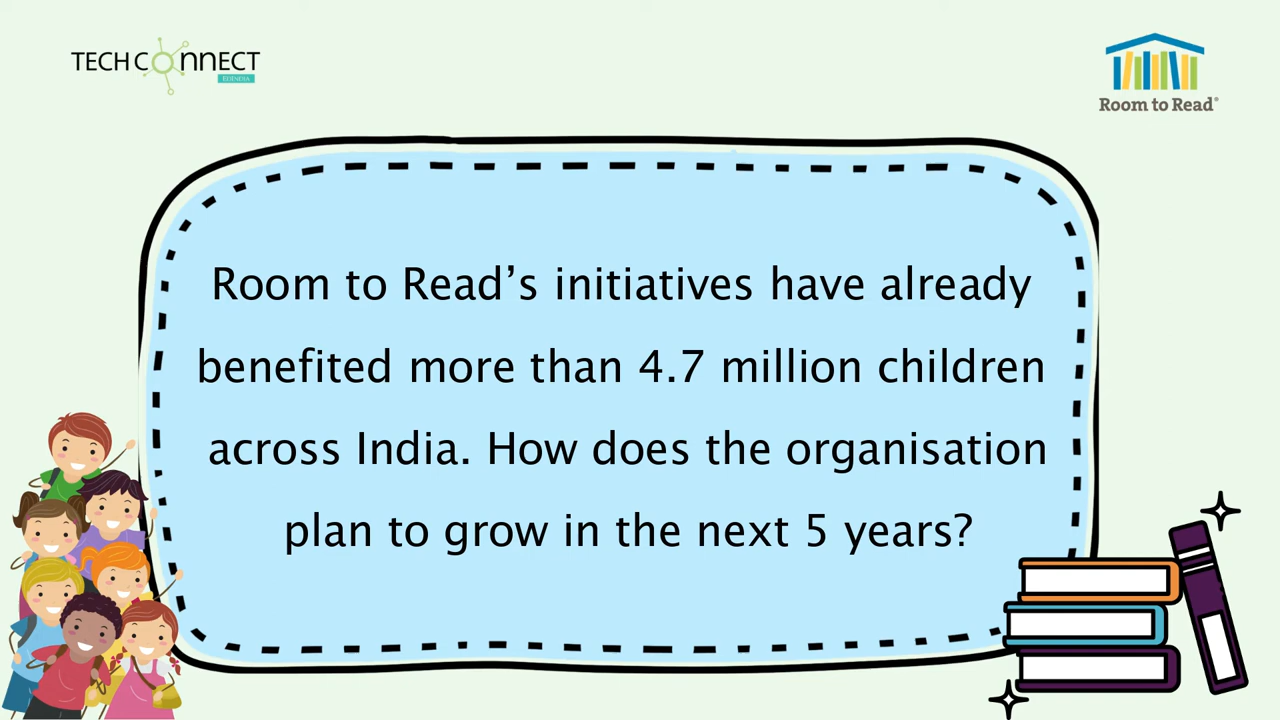 TECH CONNECT
EDINDIA
Room to Read®
Room to Read’s initiatives have already
benefited more than 4.7 million children
across India. How does the organisation
plan to grow in the next 5 years?